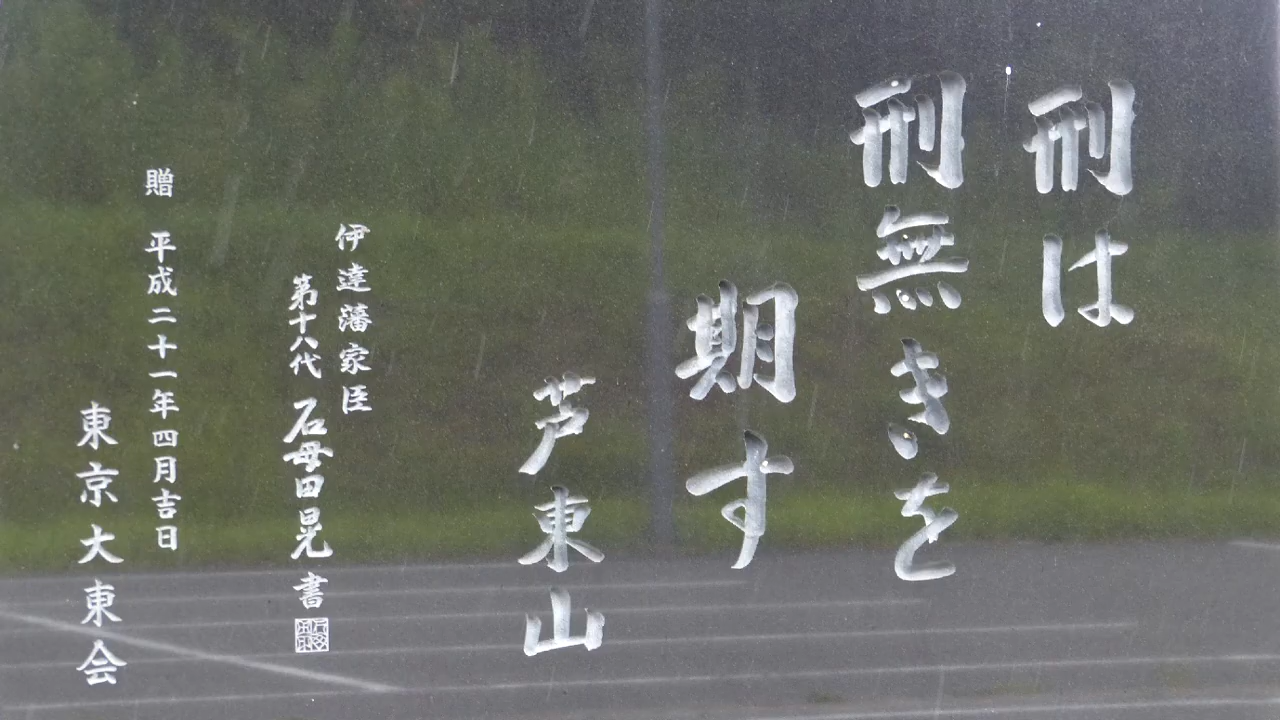 刑は
刑無きを
期す
芦東山
伊達藩家臣
第十八代 石母田晃 書
贈 平成二十一年四月吉日
東京大東会